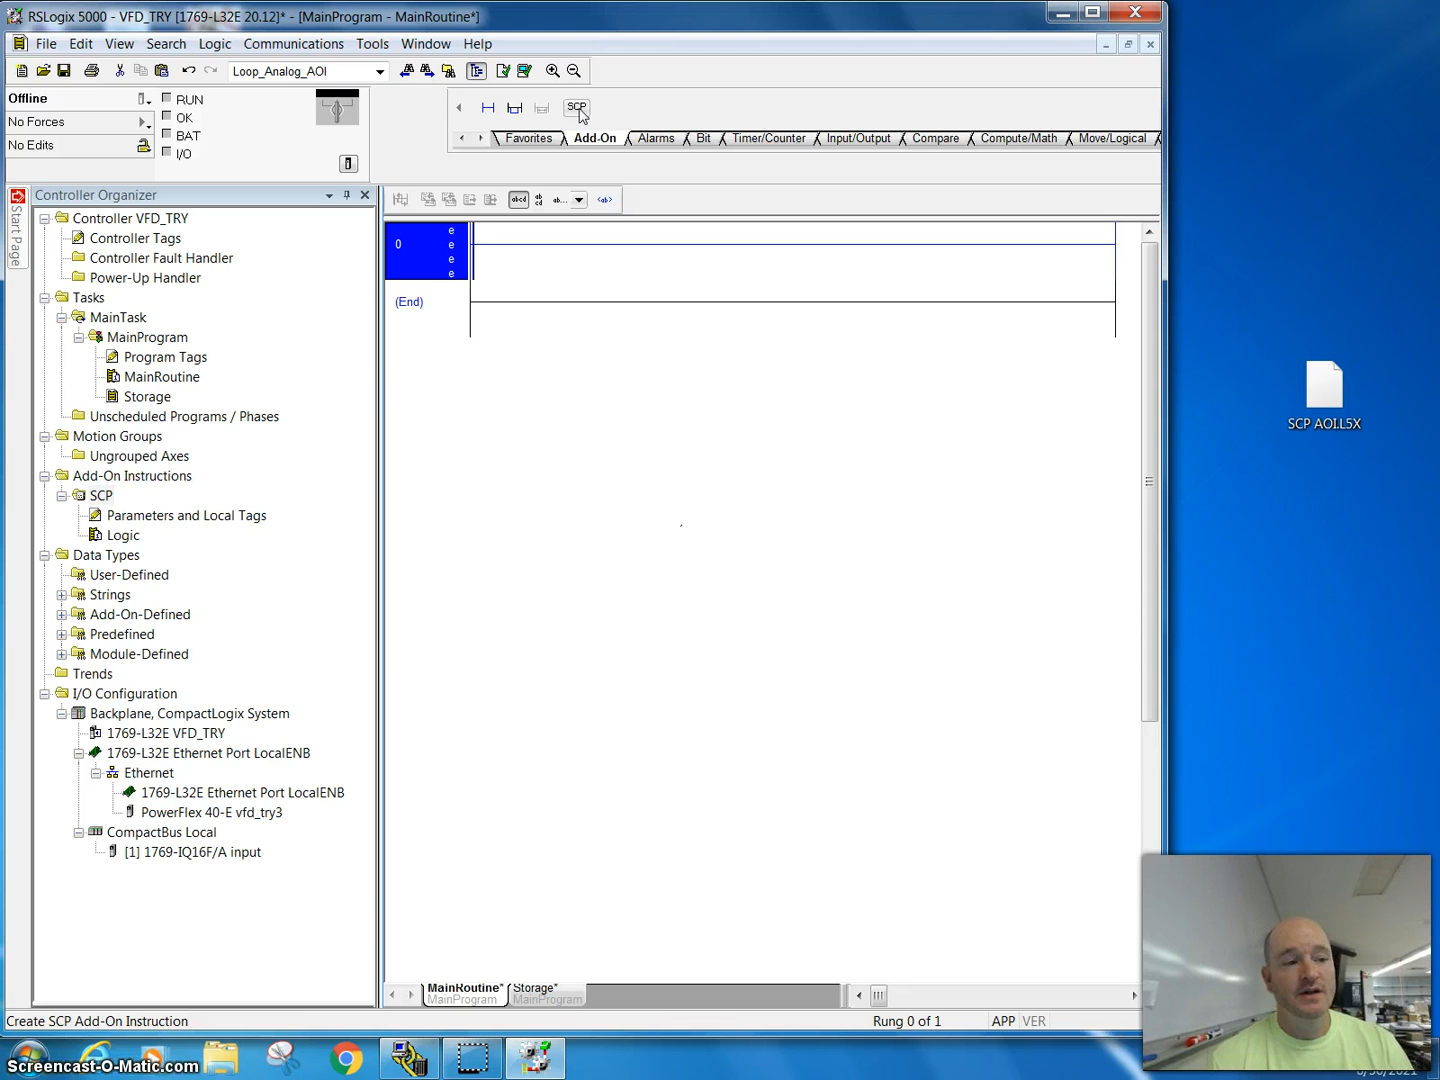 RSLogix 5000 - VFD_TRY [1769-L32E 20.12]* - [MainProgram - MainRoutine*]
File Edit View Search Logic Communications Tools Window Help
Loop_Analog_AOI
Offline
No Forces
No Edits
RUN
OK
BAT
I/O
SCP
Favorites Add-On Alarms Bit Timer/Counter Input/Output Compare Compute/Math Move/Logical
Start Page
Controller Organizer
Controller VFD_TRY
Controller Tags
Controller Fault Handler
Power-Up Handler
Tasks
MainTask
MainProgram
Program Tags
MainRoutine
Storage
Unscheduled Programs / Phases
Motion Groups
Ungrouped Axes
Add-On Instructions
SCP
Parameters and Local Tags
Logic
Data Types
User-Defined
Strings
Add-On-Defined
Predefined
Module-Defined
Trends
I/O Configuration
Backplane, CompactLogix System
1769-L32E VFD_TRY
1769-L32E Ethernet Port LocalENB
Ethernet
1769-L32E Ethernet Port LocalENB
PowerFlex 40-E vfd_try3
CompactBus Local
[1] 1769-IQ16F/A input
abcd ab cd ab... <ab>
e
0 e
e
e
(End)
SCP AOI.L5X
MainRoutine* Storage*
MainProgram MainProgram
Create SCP Add-On Instruction
Rung 0 of 1 APP VER
Screencast-O-Matic.com